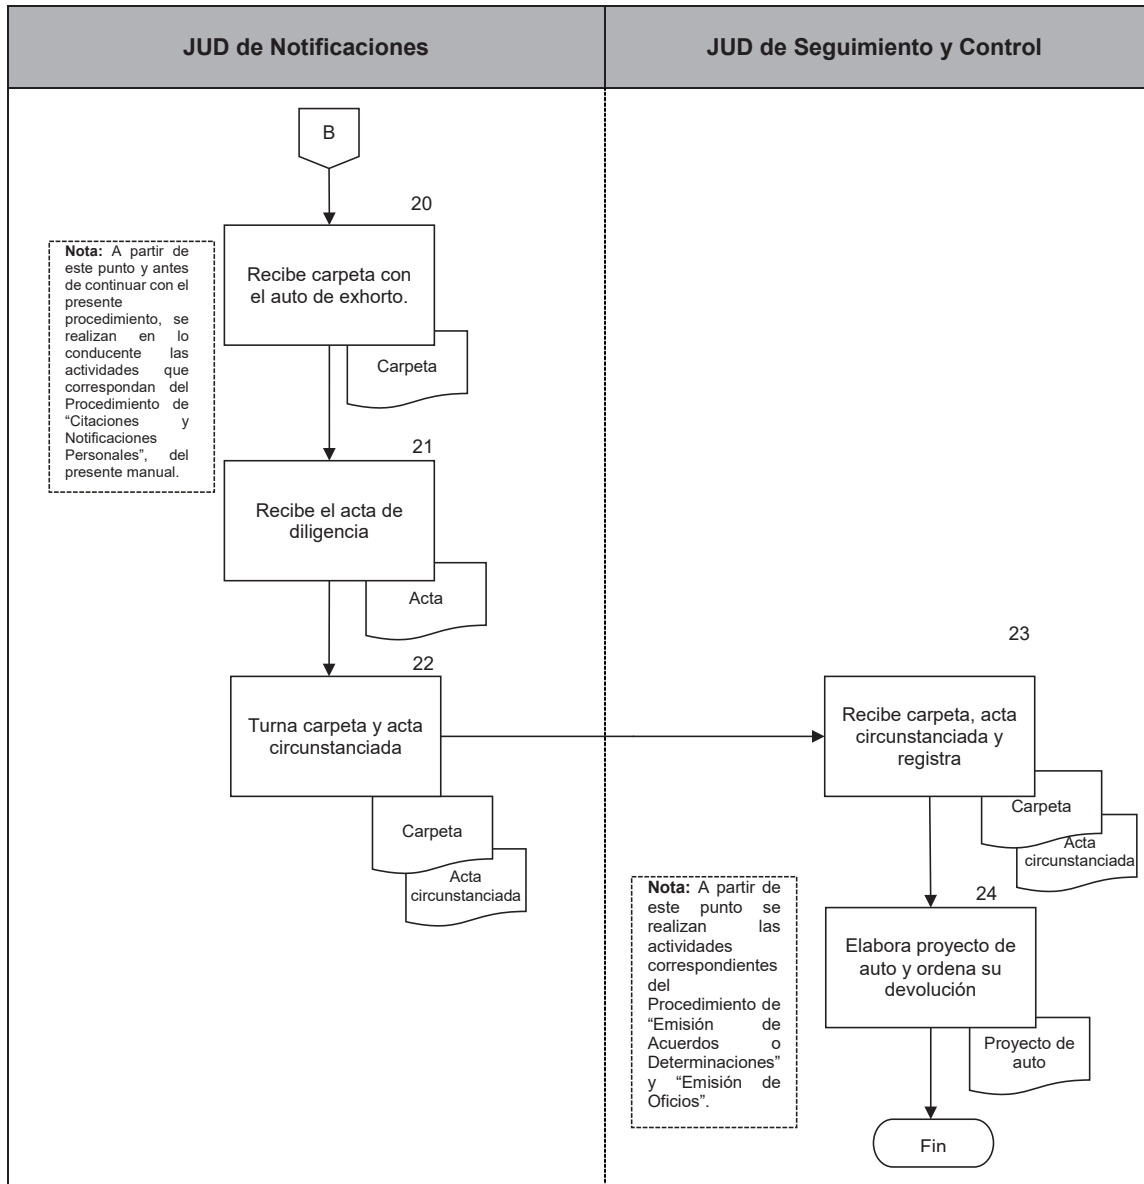 JUD de Notificaciones
JUD de Seguimiento y Control
B
20
Recibe carpeta con
el auto de exhorto.
Carpeta
Nota: A partir de
este punto y antes
de continuar con el
presente
procedimiento, se
realizan en lo
conducente las
actividades que
correspondan del
Procedimiento de
“Citaciones y
Notificaciones
Personales”, del
presente manual.
21
Recibe el acta de
diligencia
Acta
22
Turna carpeta y acta
circunstanciada
Carpeta
Acta
circunstanciada
23
Recibe carpeta, acta
circunstanciada y
registra
Carpeta
Acta
circunstanciada
Nota: A partir de
este punto se
realizan las
actividades
correspondientes
del
Procedimiento de
“Emisión de
Acuerdos o
Determinaciones”
y “Emisión de
Oficios”.
24
Elabora proyecto de
auto y ordena su
devolución
Proyecto de
auto
Fin